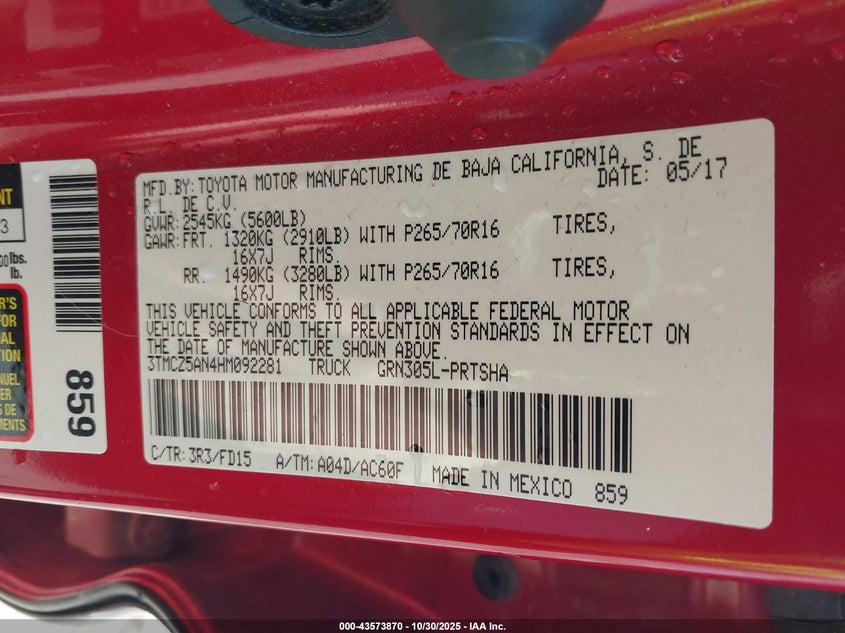 MFD.BY: TOYOTA MOTOR MANUFACTURING DE BAJA CALIFORNIA, S. DE
R.L. DE C.V. DATE: 05/17
GVWR: 2545KG (5600LB)
GAWR: FRT. 1320KG (2910LB) WITH P265/70R16 TIRES,
16X7J RIMS.
RR. 1490KG (3280LB) WITH P265/70R16 TIRES,
16X7J RIMS.
THIS VEHICLE CONFORMS TO ALL APPLICABLE FEDERAL MOTOR
VEHICLE SAFETY AND THEFT PREVENTION STANDARDS IN EFFECT ON
THE DATE OF MANUFACTURE SHOWN ABOVE.
3TMCZ5AN4HM092281 TRUCK GRN305L-PRTSHA
C/TR: 3R3/FD15 A/TM: A04D/AC60F MADE IN MEXICO 859
3
lbs.
lb.
FOR
859
000-43573870 - 10/30/2025 - IAA Inc.